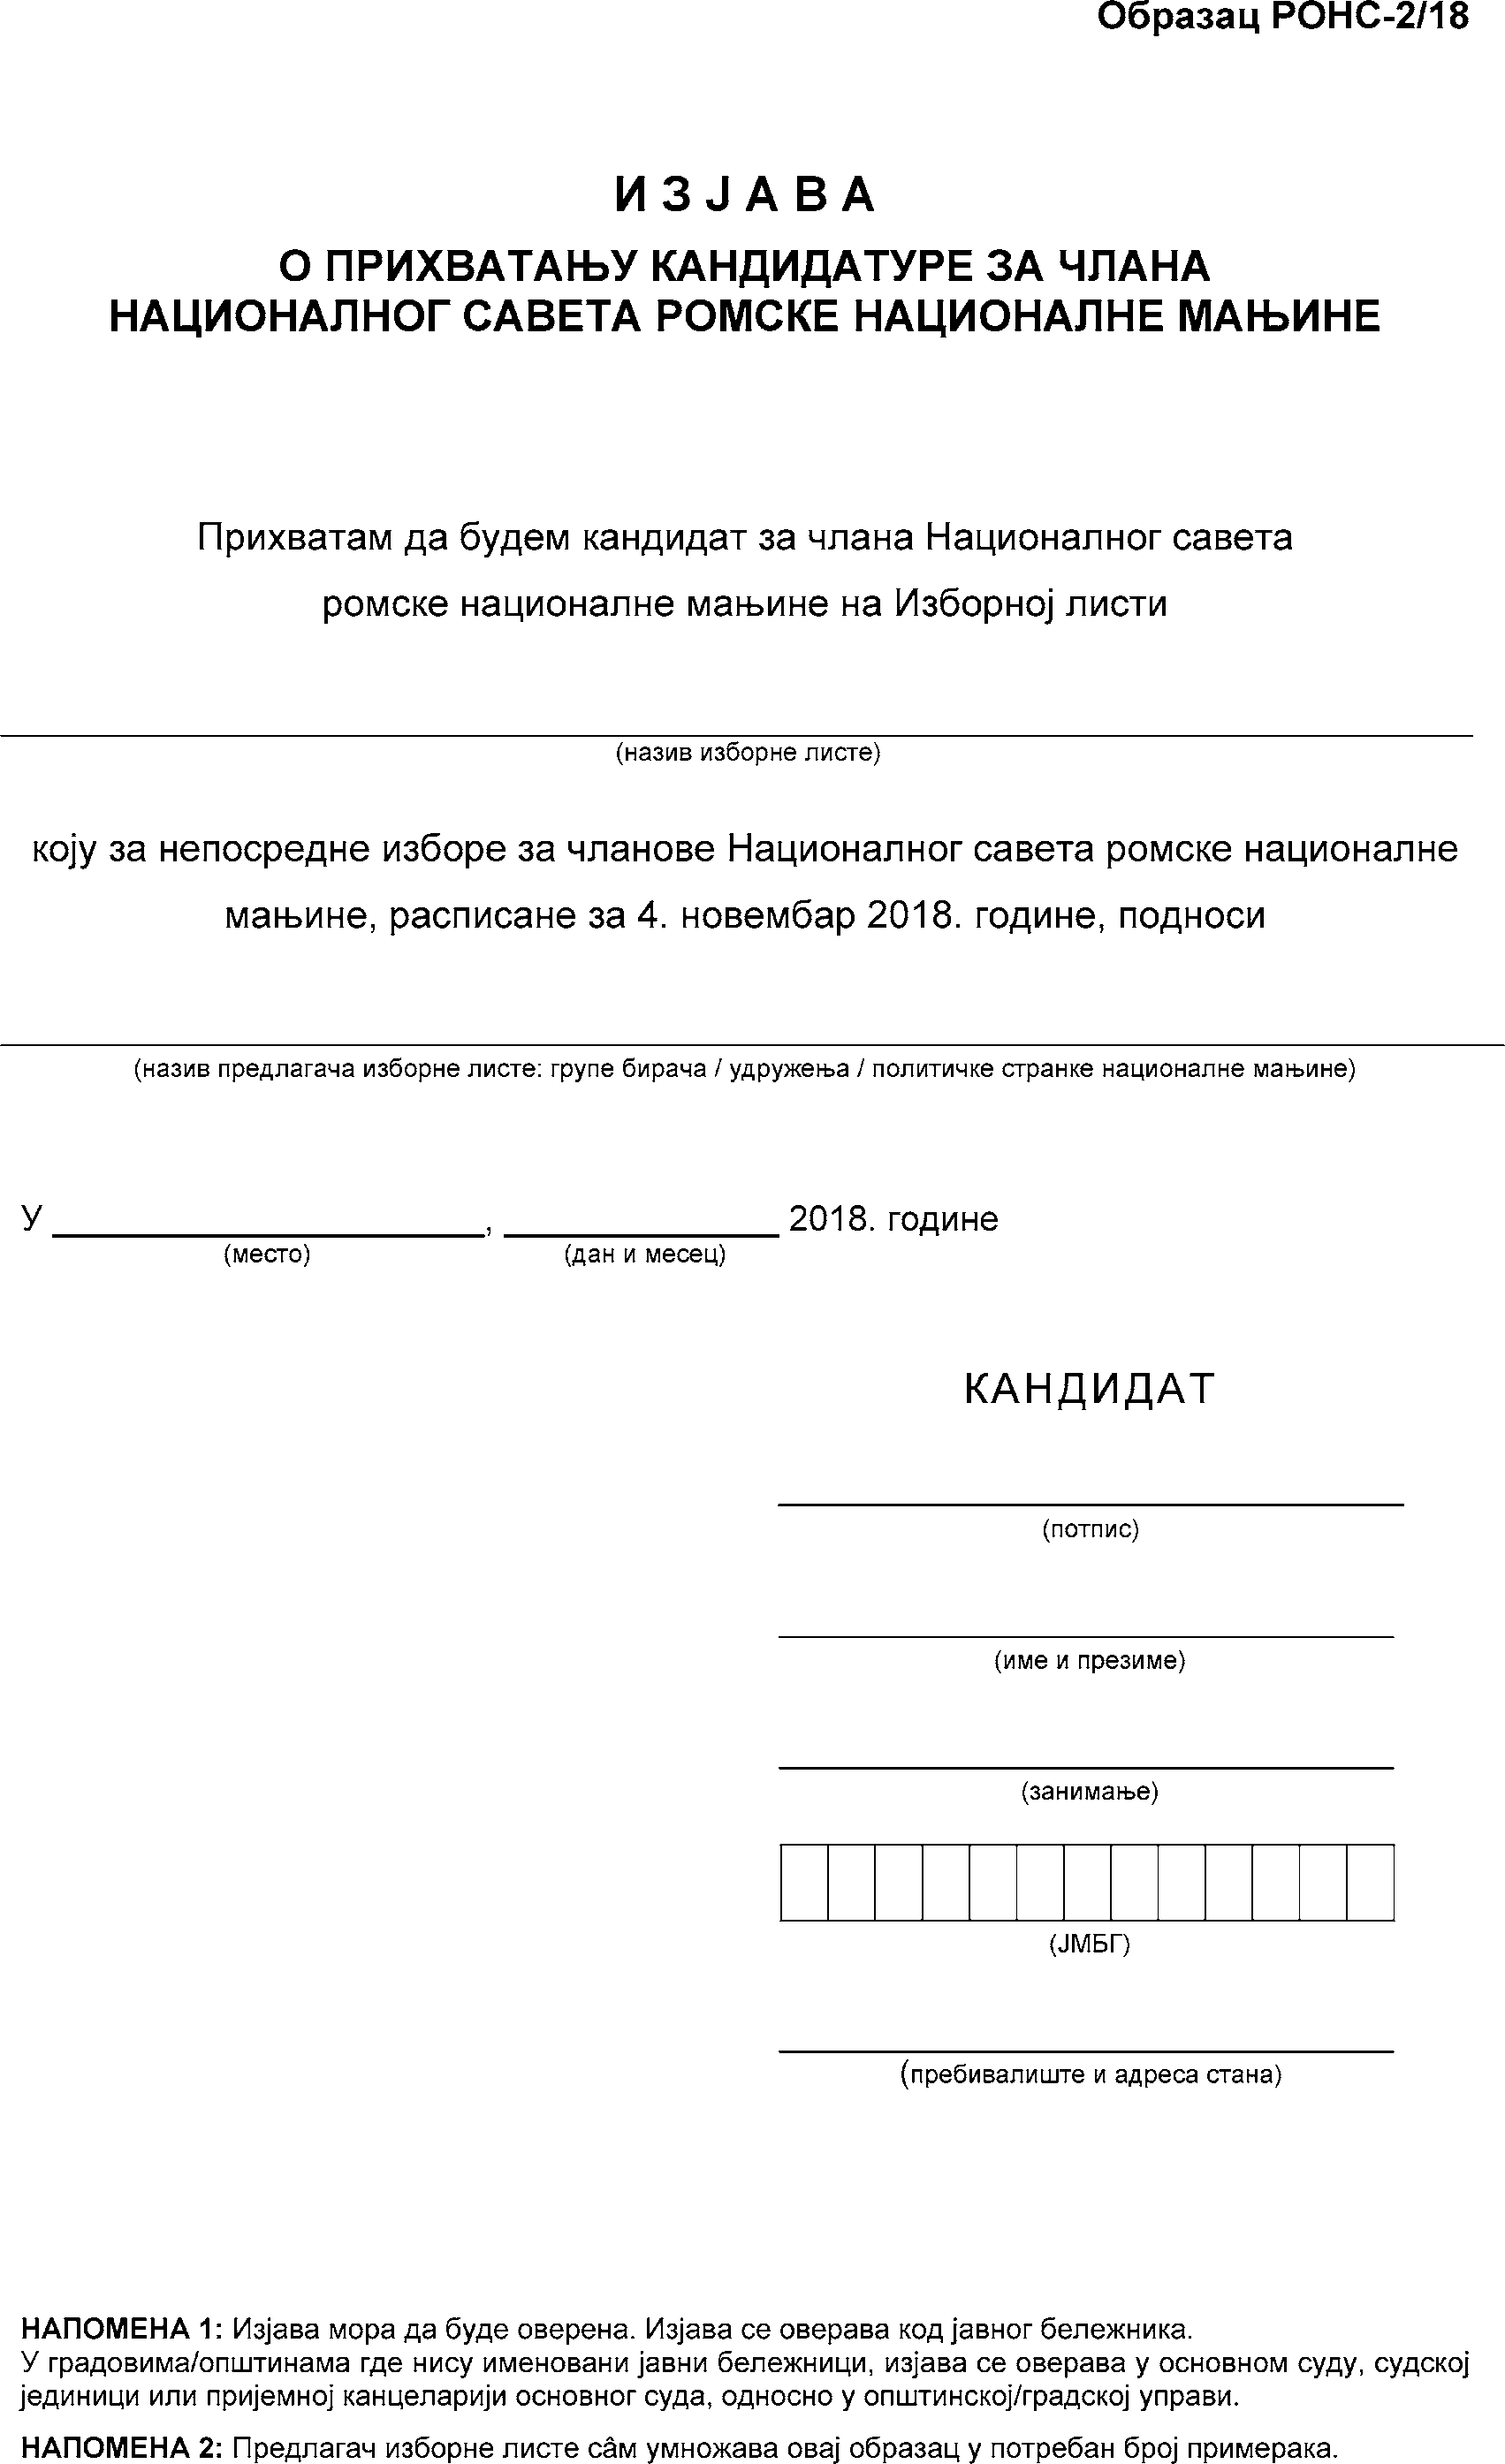 Образац РОНС-2/18
И З Ј А В А
О ПРИХВАТАЊУ КАНДИДАТУРЕ ЗА ЧЛАНА
НАЦИОНАЛНОГ САВЕТА РОМСКЕ НАЦИОНАЛНЕ МАЊИНЕ
Прихватам да будем кандидат за члана Националног савета
ромске националне мањине на Изборној листи
(назив изборне листе)
коју за непосредне изборе за чланове Националног савета ромске националне
мањине, расписане за 4. новембар 2018. године, подноси
(назив предлагача изборне листе: групе бирача / удружења / политичке странке националне мањине)
У ____________________, _____________ 2018. године
(место) (дан и месец)
КАНДИДАТ
(потпис)
(име и презиме)
(занимање)
(ЈМБГ)
(пребивалиште и адреса стана)
НАПОМЕНА 1: Изјава мора да буде оверена. Изјава се оверава код јавног бележника.
У градовима/општинама где нису именовани јавни бележници, изјава се оверава у основном суду, судској
јединици или пријемној канцеларији основног суда, односно у општинској/градској управи.
НАПОМЕНА 2: Предлагач изборне листе сâм умножава овај образац у потребан број примерака.